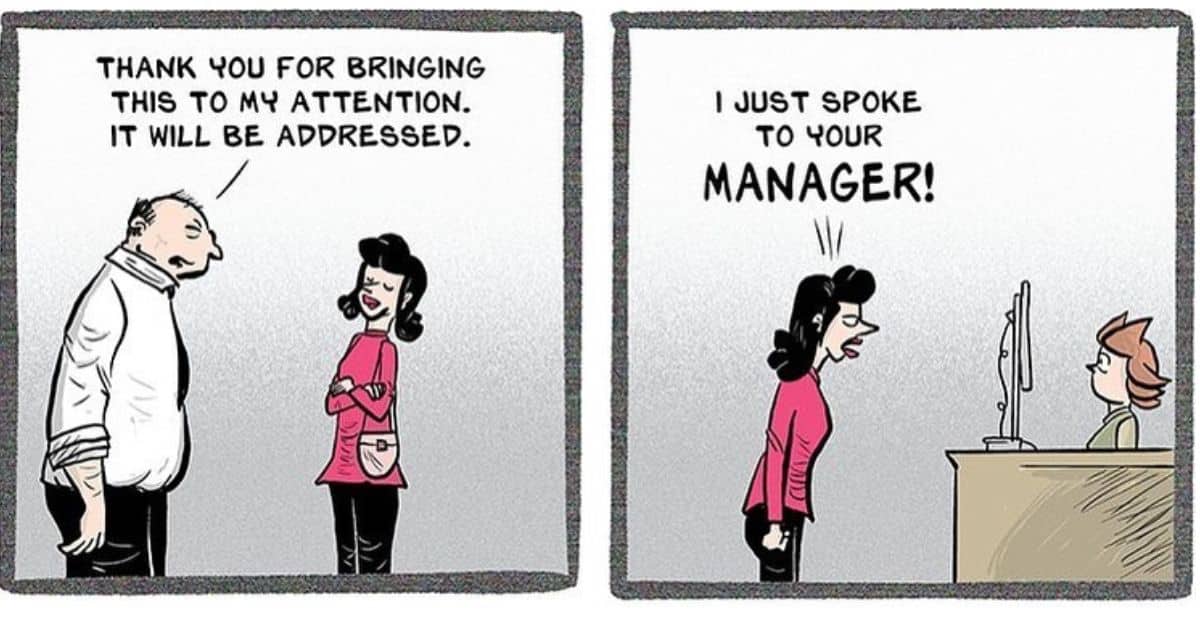 THANK YOU FOR BRINGING
THIS TO MY ATTENTION.
IT WILL BE ADDRESSED.
I JUST SPOKE
TO YOUR
MANAGER!